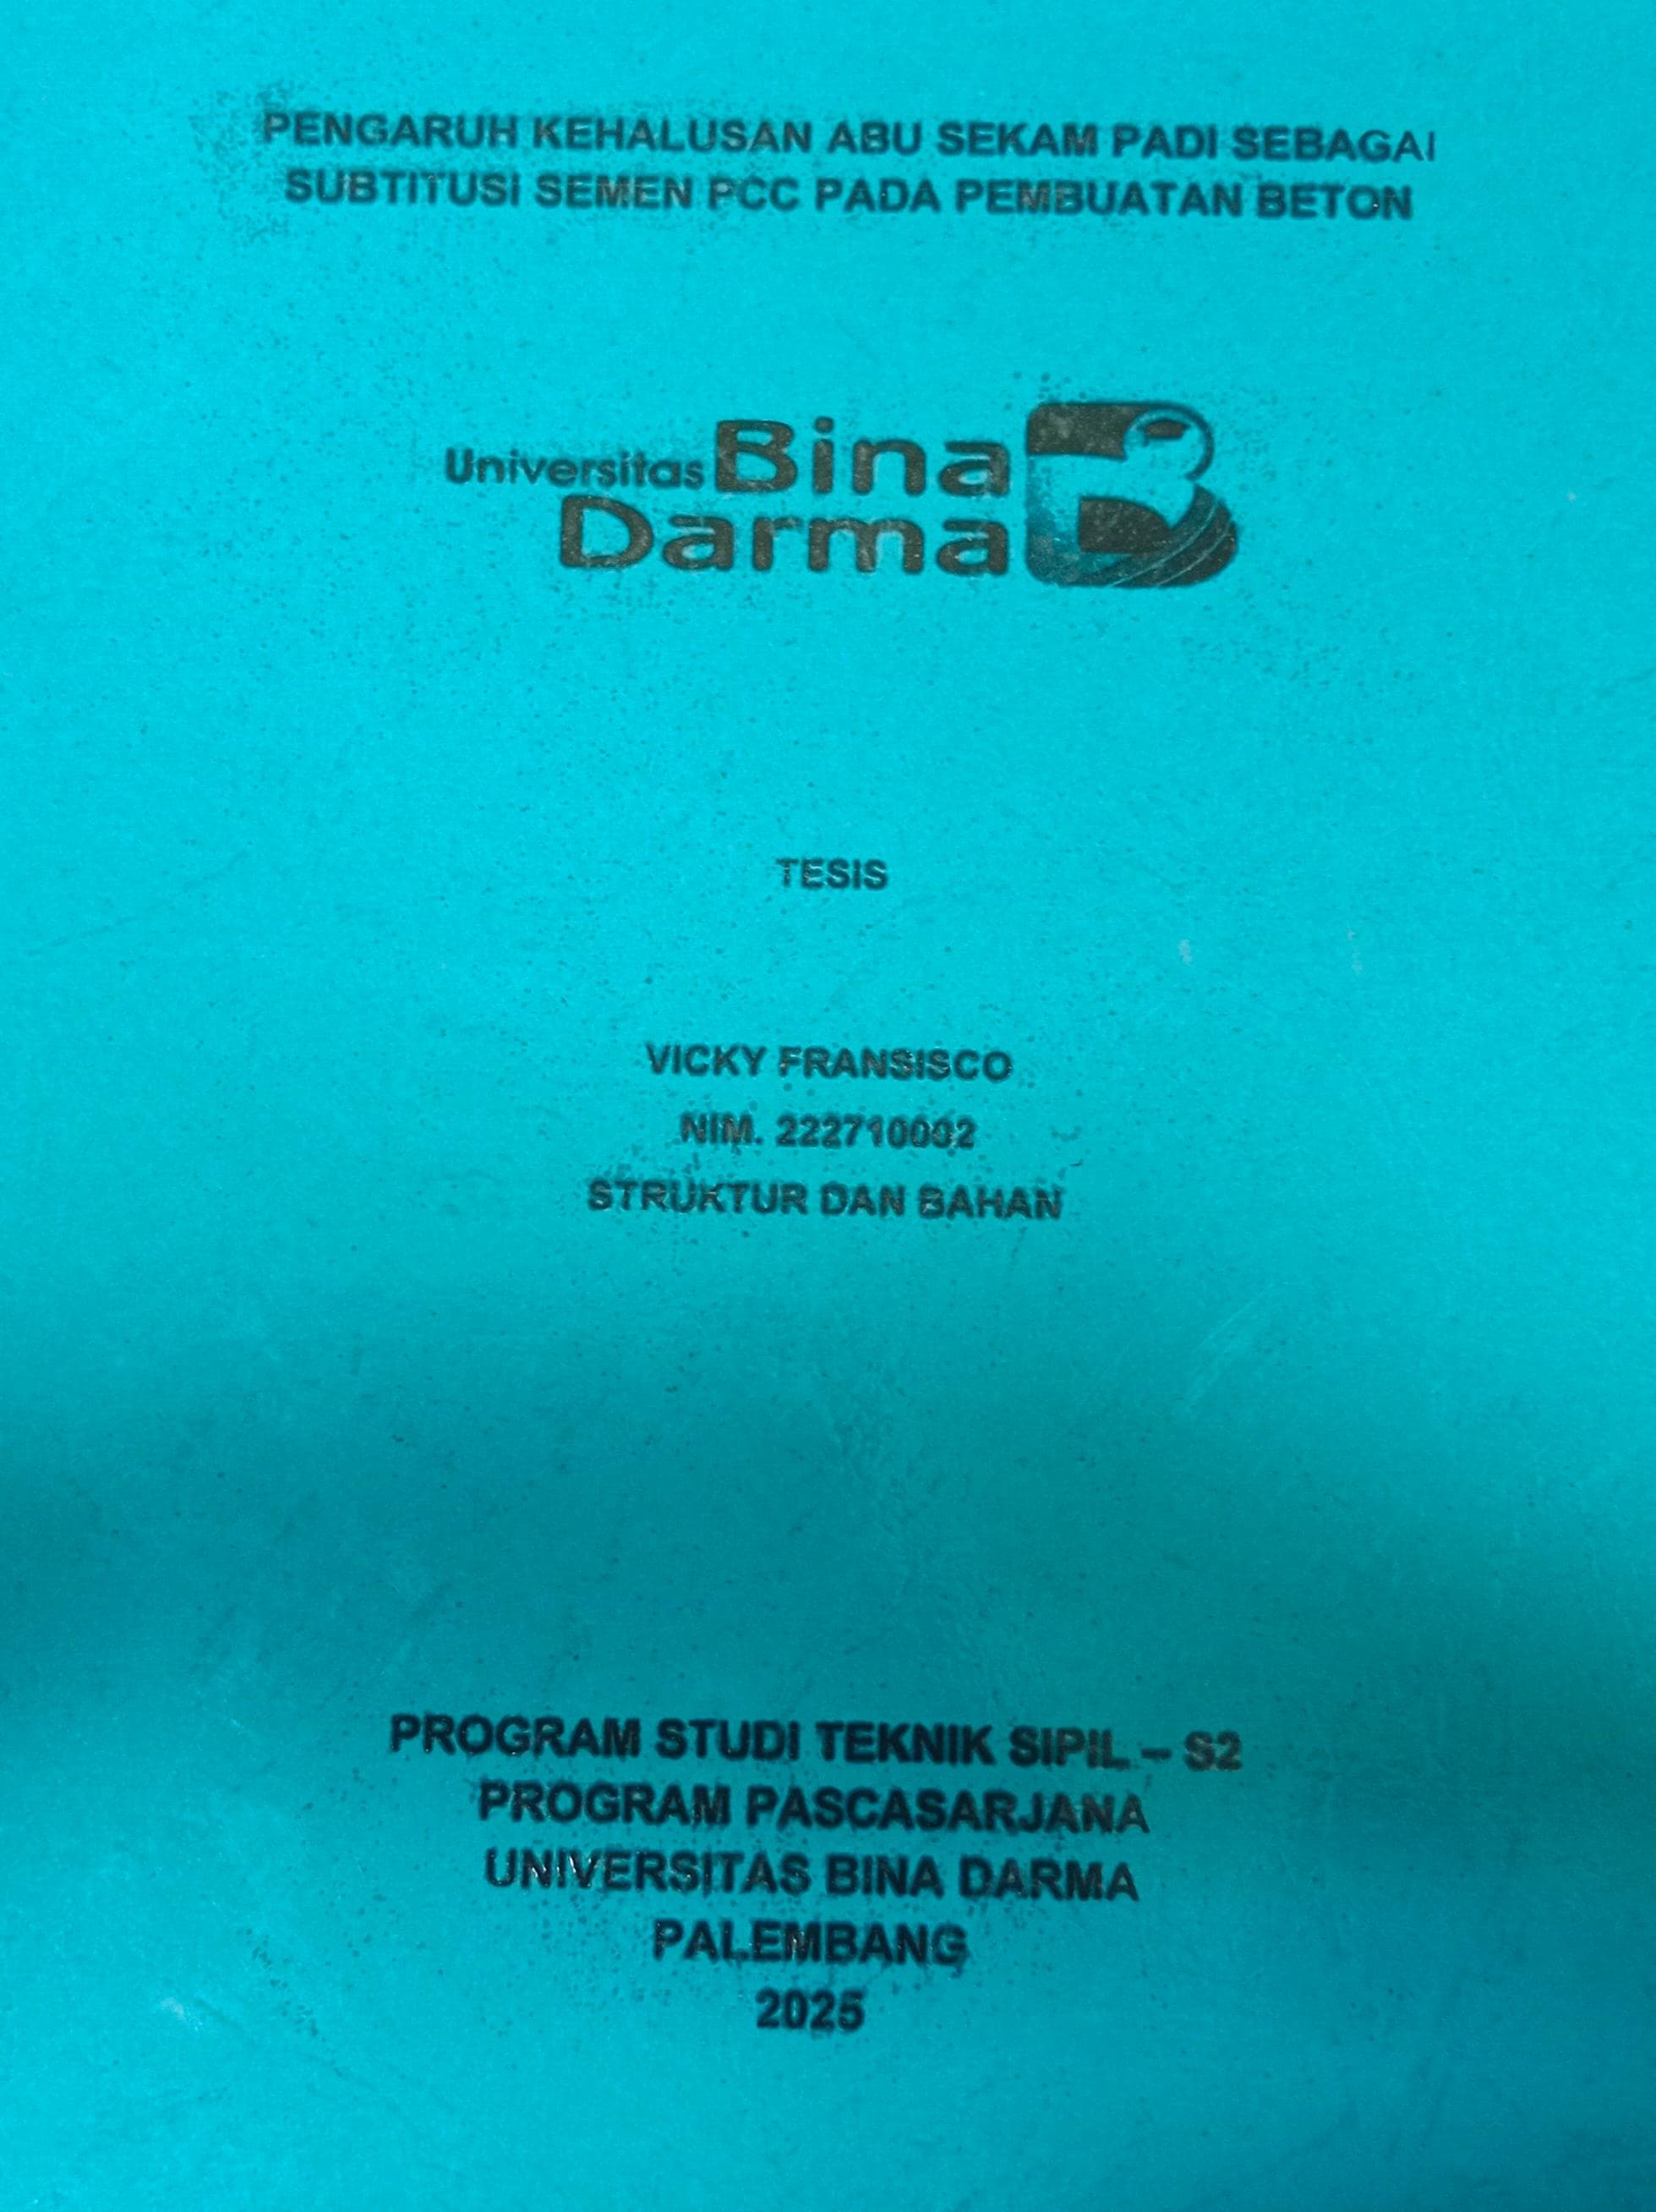 PENGARUH KEHALUSAN ABU SEKAM PADI SEBAGAI
SUBTITUSI SEMEN PCC PADA PEMBUATAN BETON
Universitas Bina
Darma
TESIS
VICKY FRANSISCO
NIM. 222710002
STRUKTUR DAN BAHAN
PROGRAM STUDI TEKNIK SIPIL – S2
PROGRAM PASCASARJANA
UNIVERSITAS BINA DARMA
PALEMBANG
2025